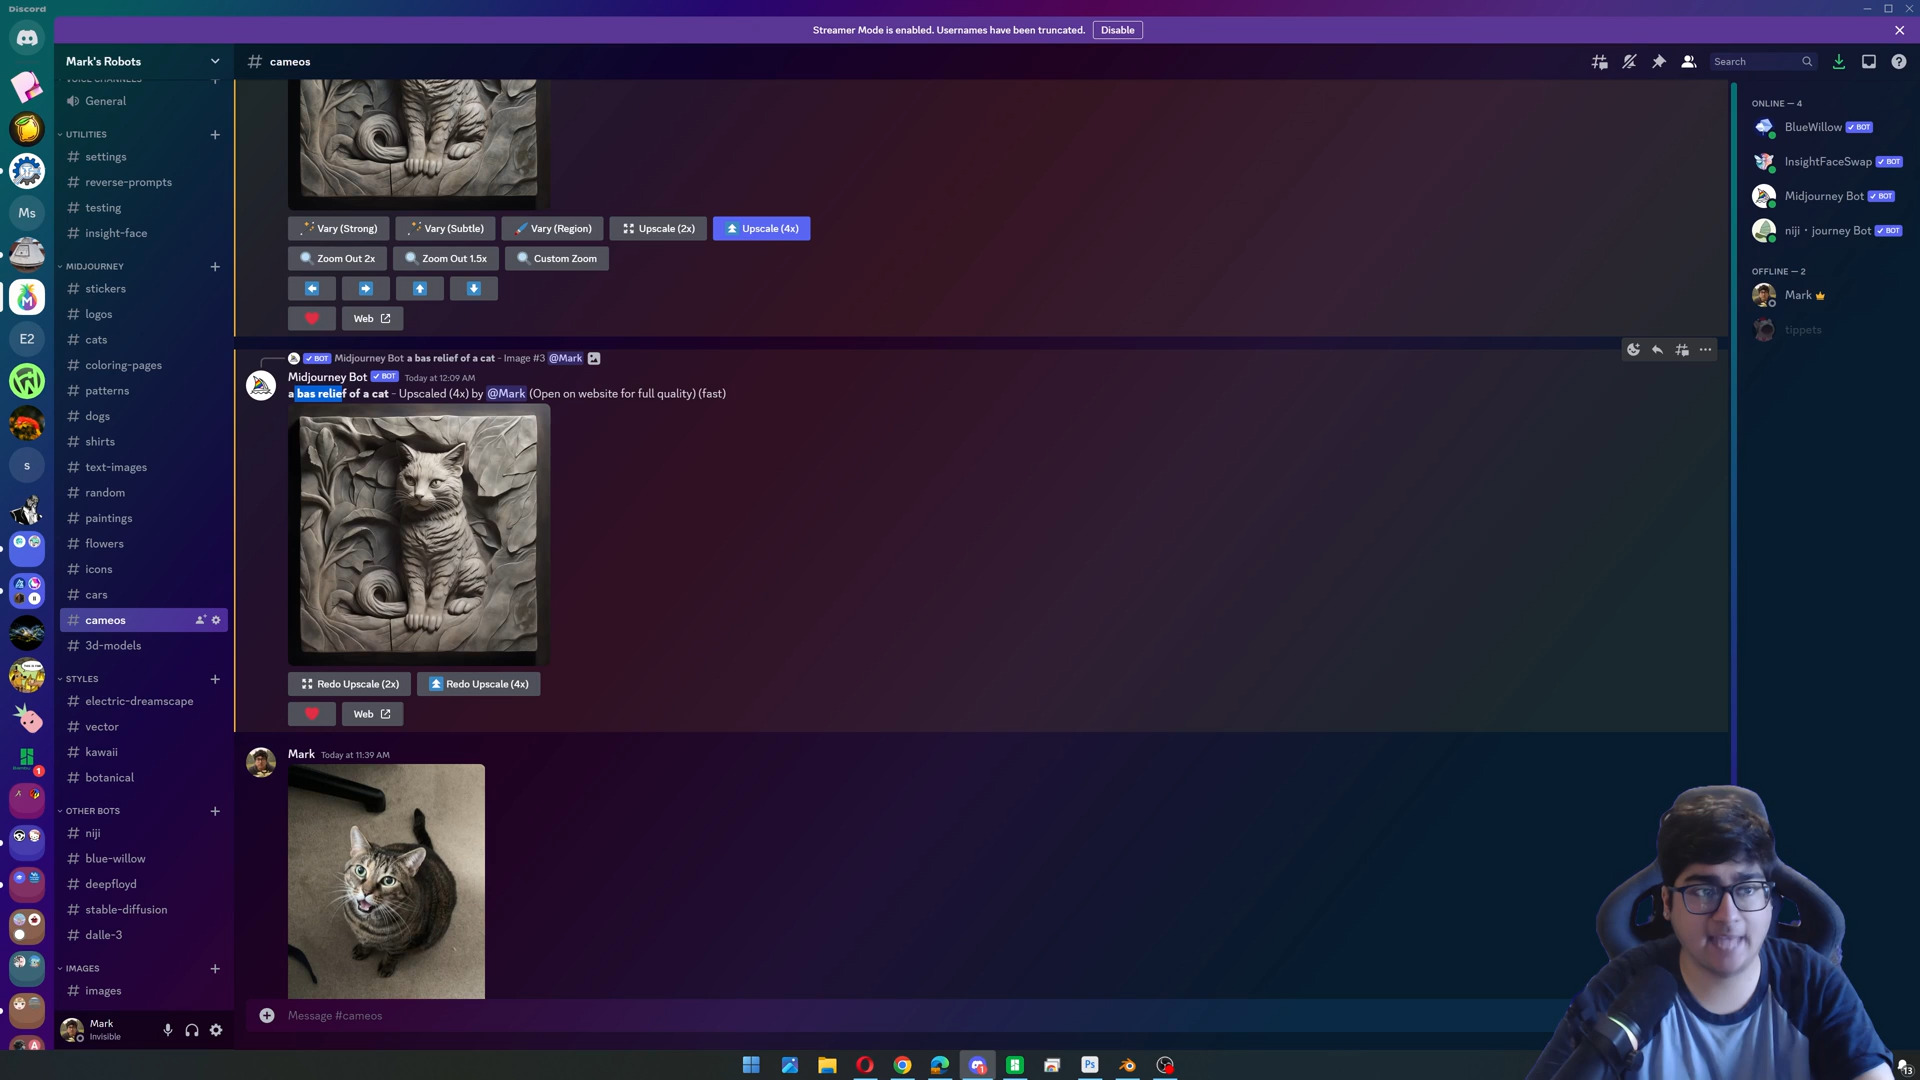 Discord
Streamer Mode is enabled. Usernames have been truncated.
Disable
Mark's Robots
cameos
Search
VOICE CHANNELS
General
UTILITIES
settings
reverse-prompts
testing
insight-face
MIDJOURNEY
stickers
logos
cats
coloring-pages
patterns
dogs
shirts
text-images
random
paintings
flowers
icons
cars
cameos
3d-models
STYLES
electric-dreamscape
vector
kawaii
botanical
OTHER BOTS
niji
blue-willow
deepfloyd
stable-diffusion
dalle-3
IMAGES
images
Mark
Invisible
Ms
E2
s
1
Vary (Strong)
Vary (Subtle)
Vary (Region)
Upscale (2x)
Upscale (4x)
Zoom Out 2x
Zoom Out 1.5x
Custom Zoom
Web
BOT Midjourney Bot a bas relief of a cat - Image #3 @Mark
Midjourney Bot BOT Today at 12:09 AM
a bas relief of a cat - Upscaled (4x) by @Mark (Open on website for full quality) (fast)
Redo Upscale (2x)
Redo Upscale (4x)
Web
Mark Today at 11:39 AM
Message #cameos
ONLINE — 4
BlueWillow BOT
InsightFaceSwap BOT
Midjourney Bot BOT
niji・journey Bot BOT
OFFLINE — 2
Mark
tippets
Ps
1
13